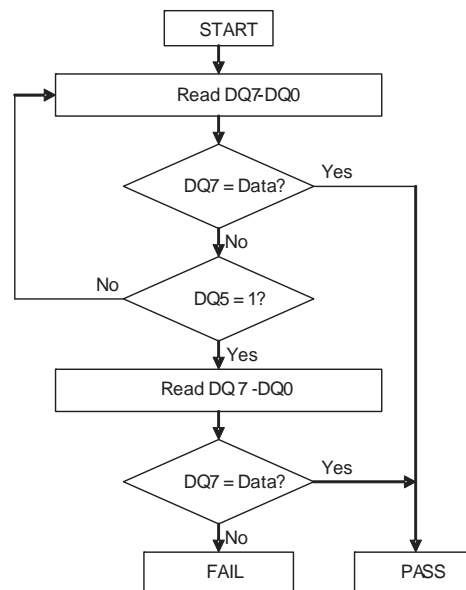 START
Read DQ7-DQ0
DQ7 = Data?
Yes
No
No
DQ5 = 1?
Yes
Read DQ 7 -DQ0
DQ7 = Data?
Yes
No
FAIL
PASS